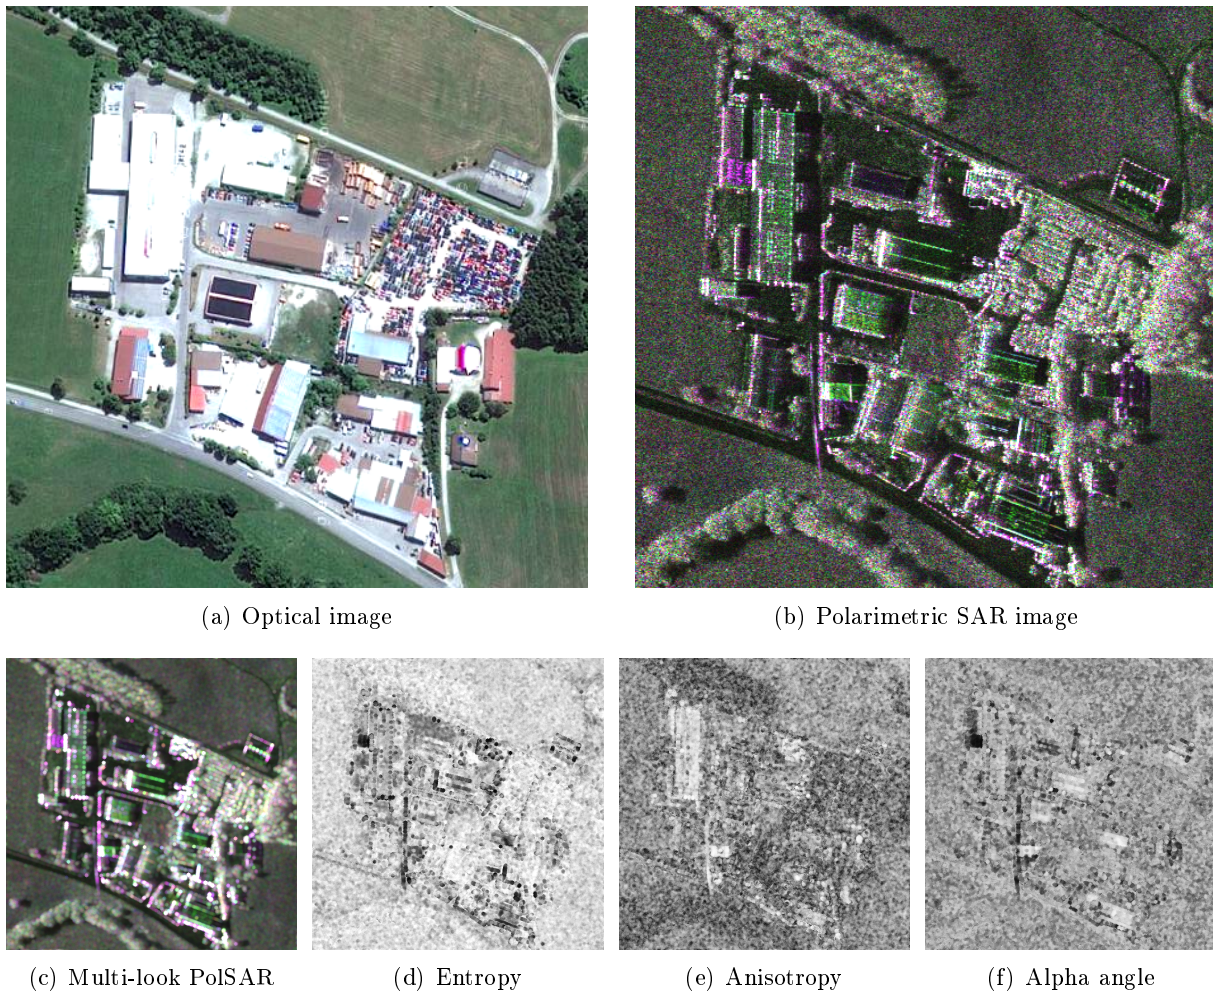 (a) Optical image
(b) Polarimetric SAR image
(c) Multi-look PolSAR
(d) Entropy
(e) Anisotropy
(f) Alpha angle